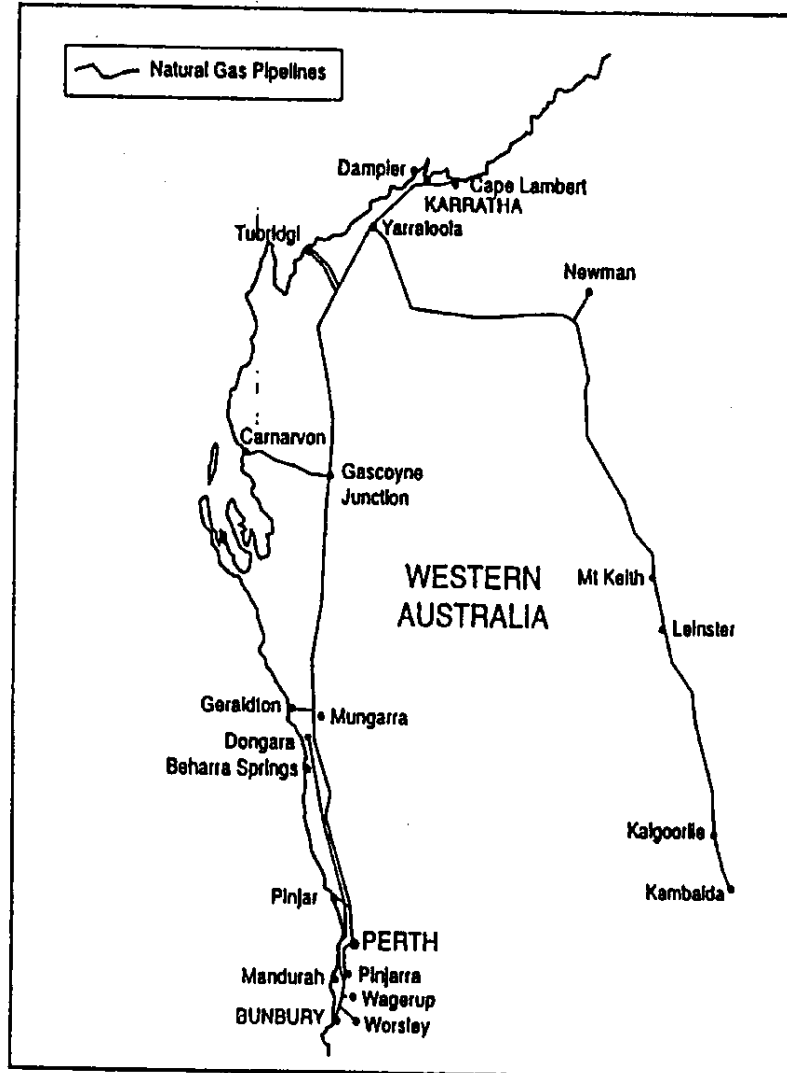 Natural Gas Pipelines
Dampier
Cape Lambert
KARRATHA
Yarraloola
Tubridgi
Newman
Carnarvon
Gascoyne
Junction
WESTERN
AUSTRALIA
Mt Keith
Leinster
Geraldton
Mungarra
Dongara
Beharra Springs
Kalgoorlie
Kambalda
Pinjar
PERTH
Mandurah
Pinjarra
Wagerup
BUNBURY
Worsley